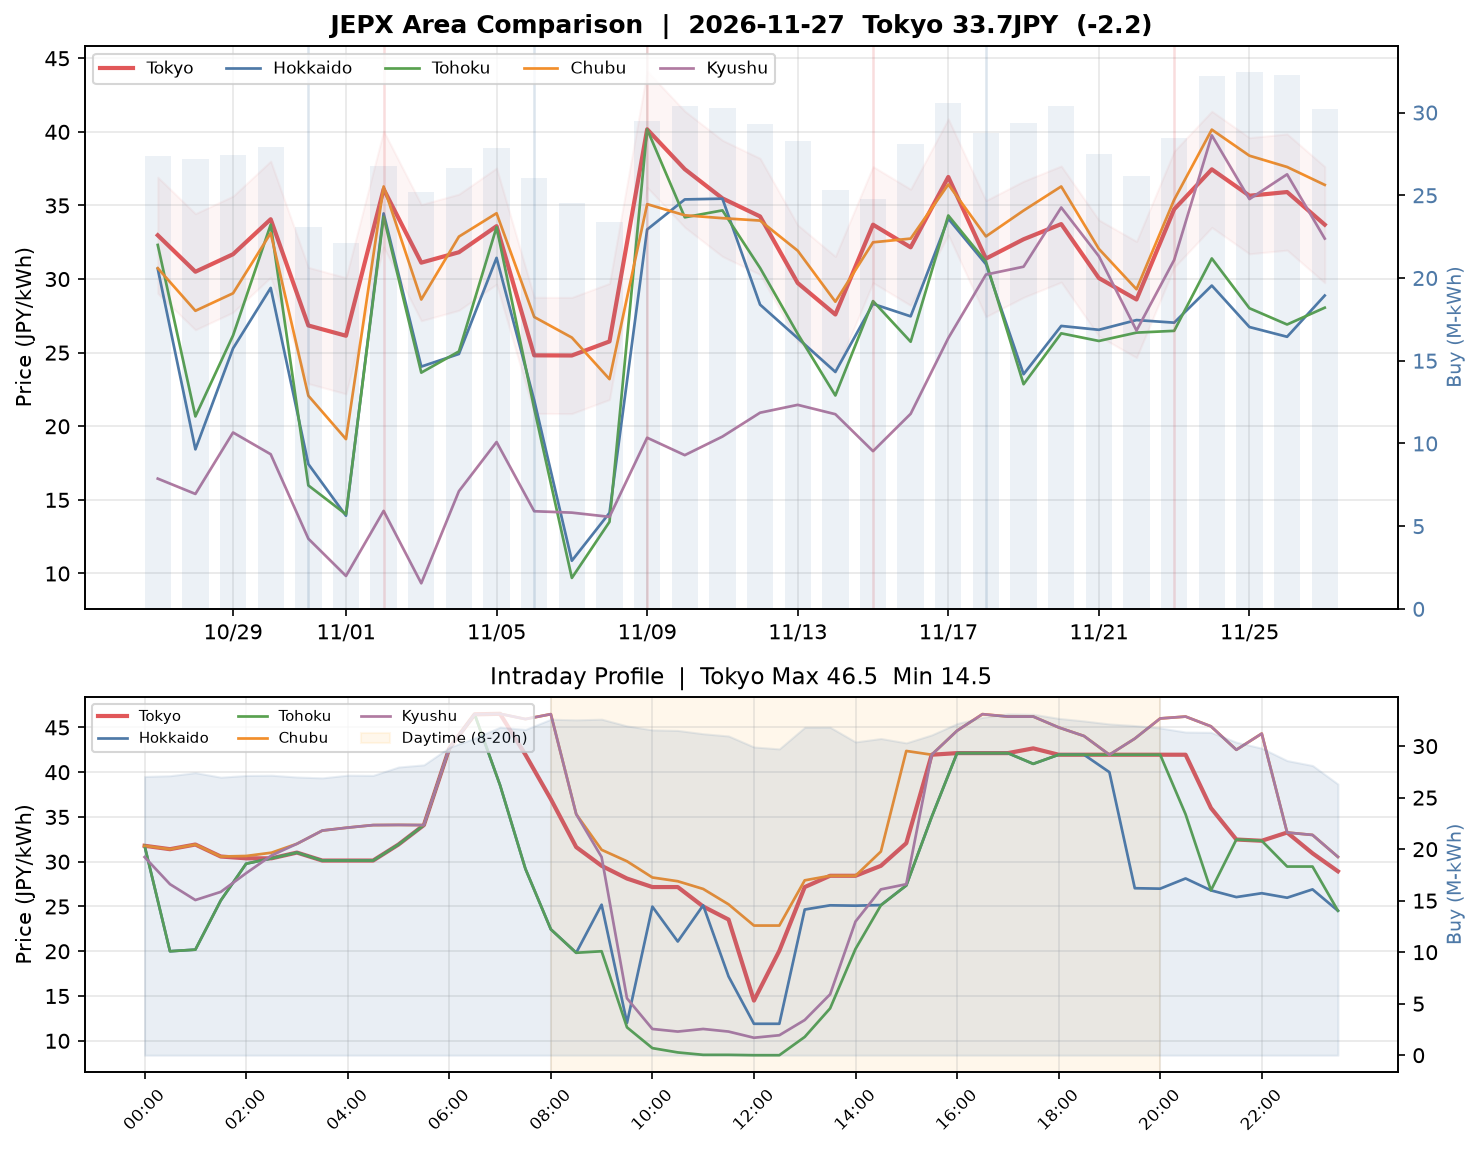 JEPX Area Comparison | 2026-11-27 Tokyo 33.7JPY (-2.2)
Tokyo Hokkaido Tohoku Chubu Kyushu
Price (JPY/kWh)
45
40
35
30
25
20
15
10
Buy (M-kWh)
30
25
20
15
10
5
0
10/29 11/01 11/05 11/09 11/13 11/17 11/21 11/25
Intraday Profile | Tokyo Max 46.5 Min 14.5
Tokyo Tohoku Kyushu
Hokkaido Chubu Daytime (8-20h)
Price (JPY/kWh)
45
40
35
30
25
20
15
10
Buy (M-kWh)
30
25
20
15
10
5
0
00:00 02:00 04:00 06:00 08:00 10:00 12:00 14:00 16:00 18:00 20:00 22:00